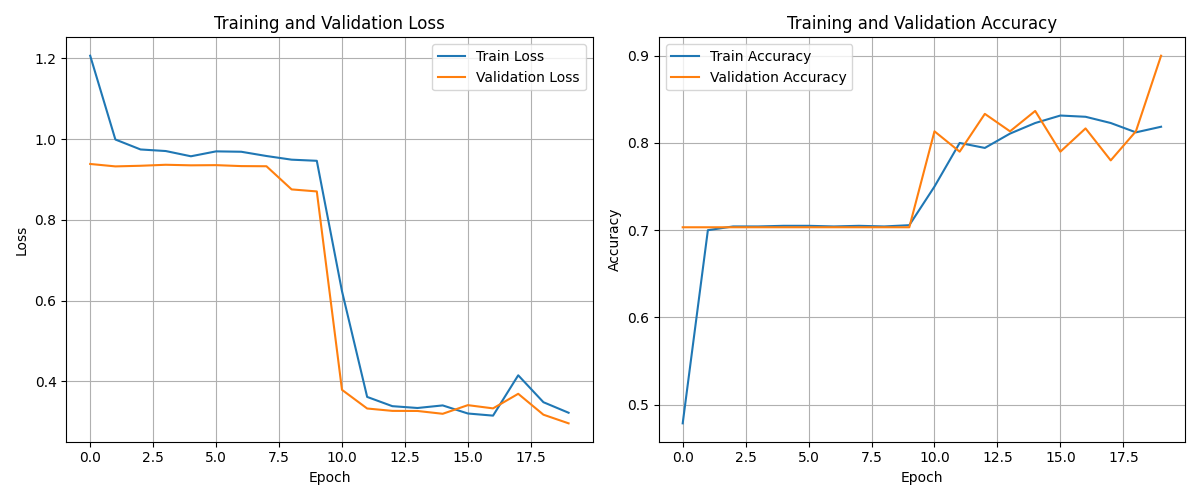 Training and Validation Loss
Train Loss
Validation Loss
1.2
1.0
0.8
0.6
0.4
Loss
0.0 2.5 5.0 7.5 10.0 12.5 15.0 17.5
Epoch
Training and Validation Accuracy
Train Accuracy
Validation Accuracy
0.9
0.8
0.7
0.6
0.5
Accuracy
0.0 2.5 5.0 7.5 10.0 12.5 15.0 17.5
Epoch